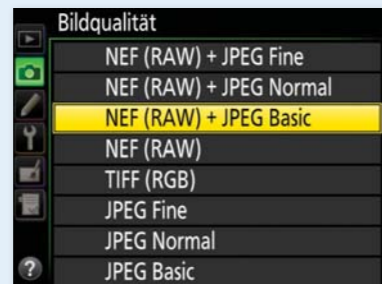 Bildqualität
NEF (RAW) + JPEG Fine
NEF (RAW) + JPEG Normal
NEF (RAW) + JPEG Basic
NEF (RAW)
TIFF (RGB)
JPEG Fine
JPEG Normal
JPEG Basic
?